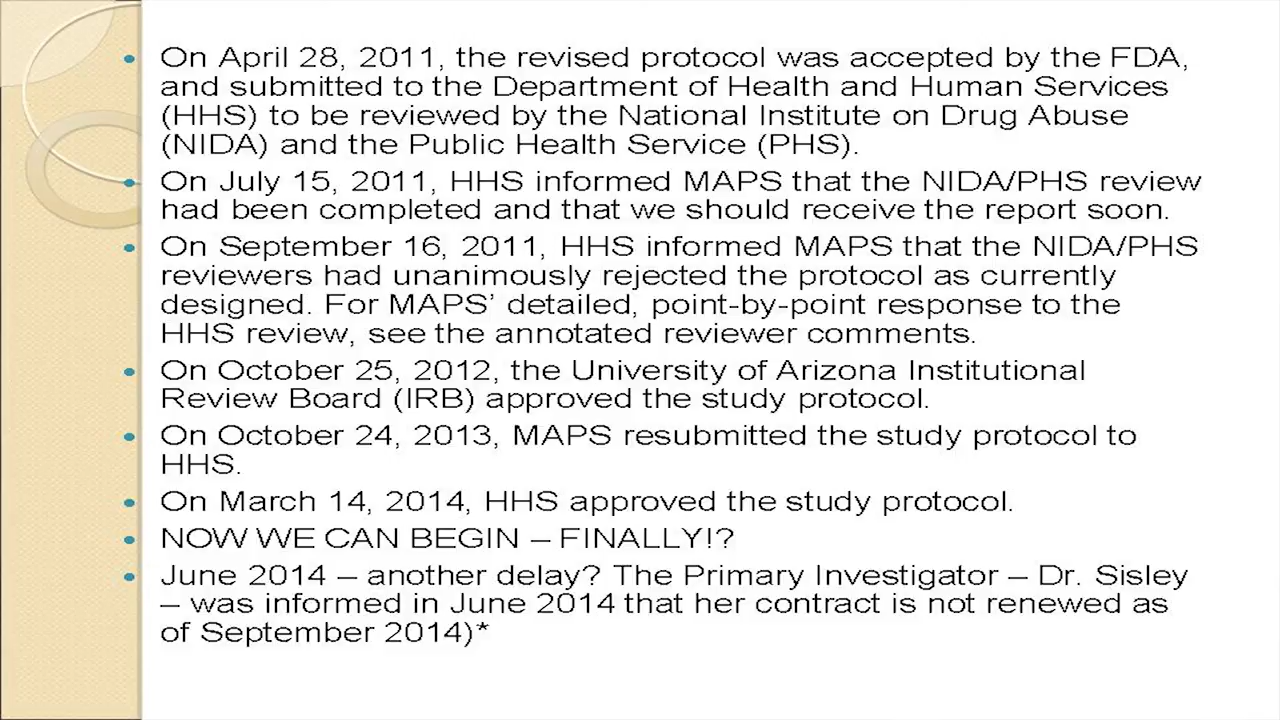 • On April 28, 2011, the revised protocol was accepted by the FDA,
and submitted to the Department of Health and Human Services
(HHS) to be reviewed by the National Institute on Drug Abuse
(NIDA) and the Public Health Service (PHS).
• On July 15, 2011, HHS informed MAPS that the NIDA/PHS review
had been completed and that we should receive the report soon.
• On September 16, 2011, HHS informed MAPS that the NIDA/PHS
reviewers had unanimously rejected the protocol as currently
designed. For MAPS’ detailed, point-by-point response to the
HHS review, see the annotated reviewer comments.
• On October 25, 2012, the University of Arizona Institutional
Review Board (IRB) approved the study protocol.
• On October 24, 2013, MAPS resubmitted the study protocol to
HHS.
• On March 14, 2014, HHS approved the study protocol.
• NOW WE CAN BEGIN – FINALLY!?
• June 2014 – another delay? The Primary Investigator – Dr. Sisley
– was informed in June 2014 that her contract is not renewed as
of September 2014)*